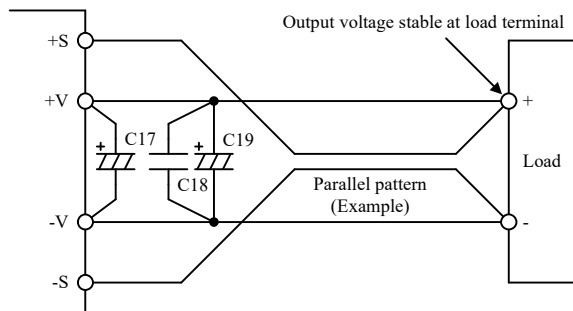 Output voltage stable at load terminal
+S
+V
+
+
+
C17
C19
C18
Load
Parallel pattern
(Example)
-V
-
-S